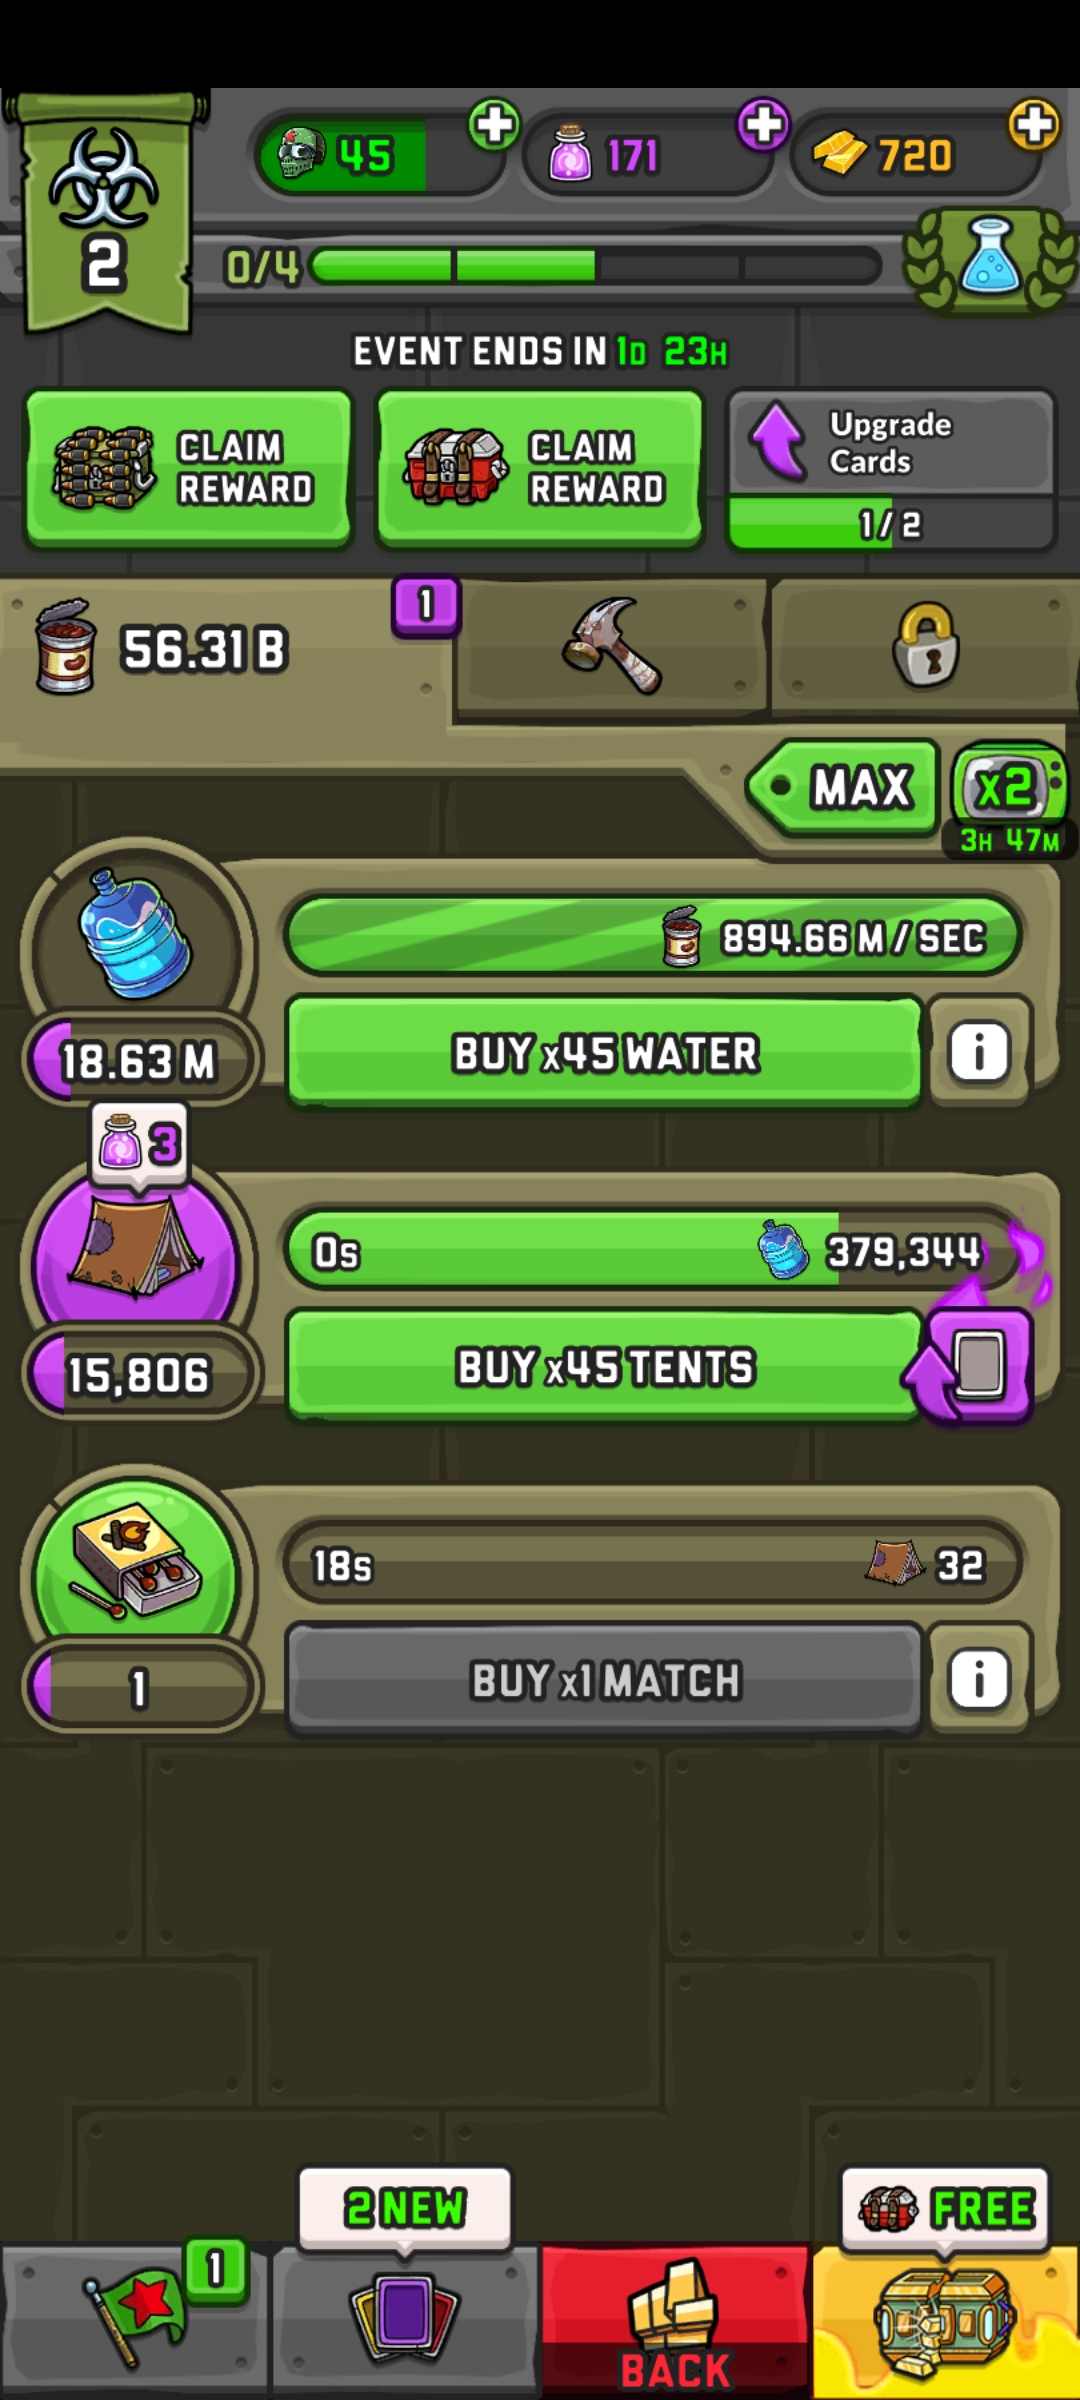 2
45
171
720
0/4
EVENT ENDS IN 1D 23H
CLAIM
REWARD
CLAIM
REWARD
Upgrade
Cards
1/2
56.31 B
1
MAX
x2
3H 47M
894.66 M / SEC
18.63 M
BUY x45 WATER
i
3
0s
379,344
15,806
BUY x45 TENTS
18s
32
1
BUY x1 MATCH
i
2 NEW
FREE
1
BACK